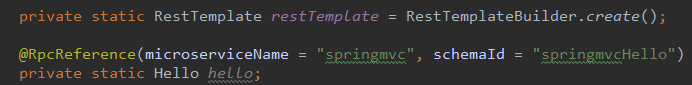 private static RestTemplate restTemplate = RestTemplateBuilder.create();
@RpcReference(microserviceName = "springmvc", schemaId = "springmvcHello")
private static Hello hello;